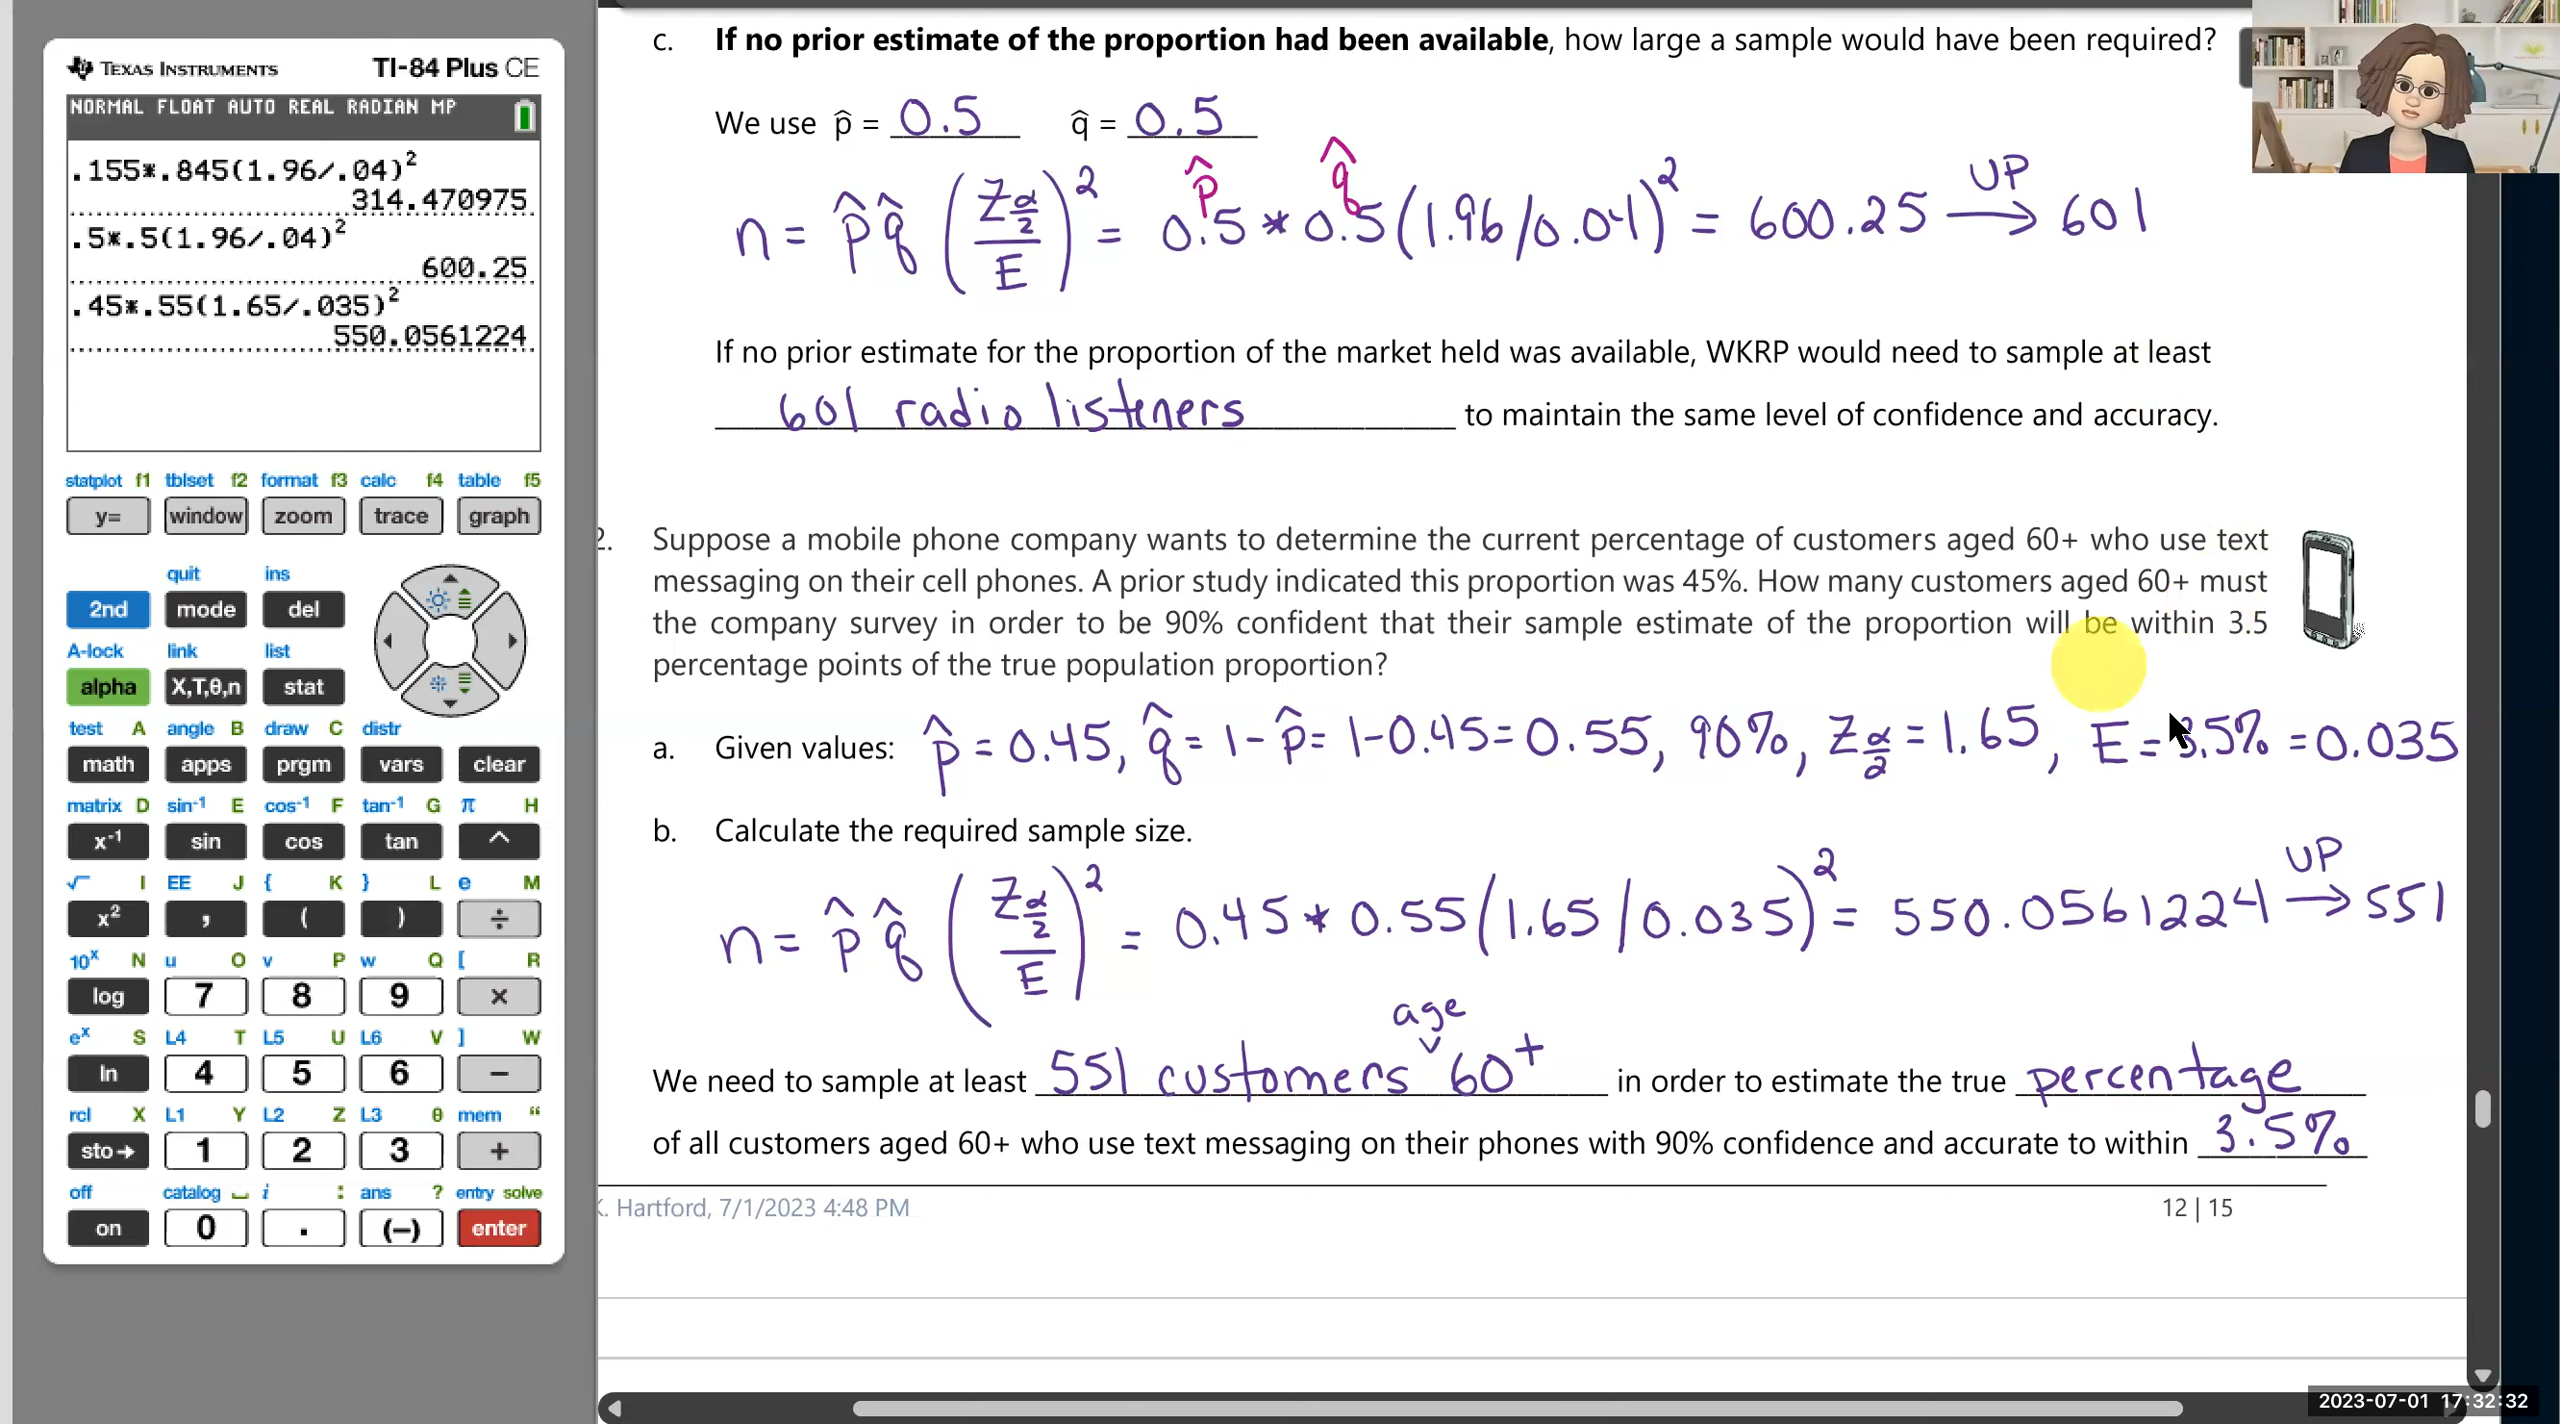 TEXAS INSTRUMENTS TI-84 Plus CE
NORMAL FLOAT AUTO REAL RADIAN MP
.155*.845(1.96/.04)²
314.470975
.5*.5(1.96/.04)²
600.25
.45*.55(1.65/.035)²
550.0561224
statplot f1 tblset f2 format f3 calc f4 table f5
y= window zoom trace graph
quit ins
2nd mode del
A-lock link list
alpha X,T,θ,n stat
test A angle B draw C distr
math apps prgm vars clear
matrix D sin⁻¹ E cos⁻¹ F tan⁻¹ G π H
x⁻¹ sin cos tan ^
√ I EE J { K } L e M
x² , ( ) ÷
10ˣ N u O v P w Q [ R
log 7 8 9 ×
eˣ S L4 T L5 U L6 V ] W
ln 4 5 6 −
rcl X L1 Y L2 Z L3 θ mem "
sto→ 1 2 3 +
off catalog ⎵ i : ans ? entry solve
on 0 . (−) enter
c. If no prior estimate of the proportion had been available, how large a sample would have been required?
We use p̂ = 0.5 q̂ = 0.5
p̂ q̂
n = p̂ q̂ (Zα/2 / E)² = 0.5 * 0.5 (1.96/0.04)² = 600.25 UP → 601
If no prior estimate for the proportion of the market held was available, WKRP would need to sample at least
601 radio listeners to maintain the same level of confidence and accuracy.
2. Suppose a mobile phone company wants to determine the current percentage of customers aged 60+ who use text
messaging on their cell phones. A prior study indicated this proportion was 45%. How many customers aged 60+ must
the company survey in order to be 90% confident that their sample estimate of the proportion will be within 3.5
percentage points of the true population proportion?
a. Given values: p̂ = 0.45, q̂ = 1 - p̂ = 1 - 0.45 = 0.55, 90%, Zα/2 = 1.65, E = 3.5% = 0.035
b. Calculate the required sample size.
n = p̂ q̂ (Zα/2 / E)² = 0.45 * 0.55 (1.65/0.035)² = 550.0561224 UP → 551
We need to sample at least 551 customers age 60+ in order to estimate the true percentage
of all customers aged 60+ who use text messaging on their phones with 90% confidence and accurate to within 3.5%
K. Hartford, 7/1/2023 4:48 PM 12 | 15
2023-07-01 17:32:32